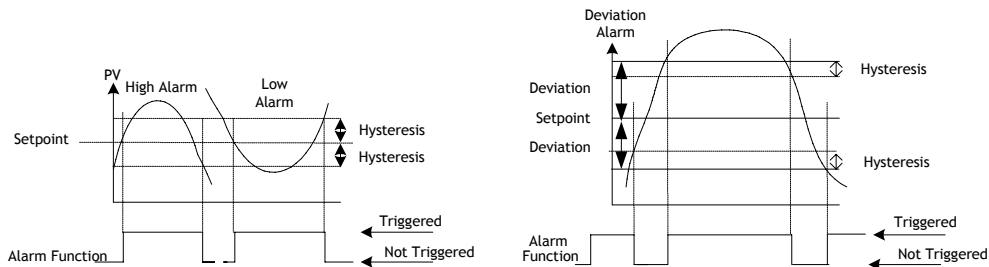 PV
High Alarm
Low
Alarm
Setpoint
Hysteresis
Hysteresis
Triggered
Alarm Function
Not Triggered
Deviation
Alarm
Hysteresis
Deviation
Setpoint
Deviation
Hysteresis
Triggered
Alarm
Function
Not Triggered